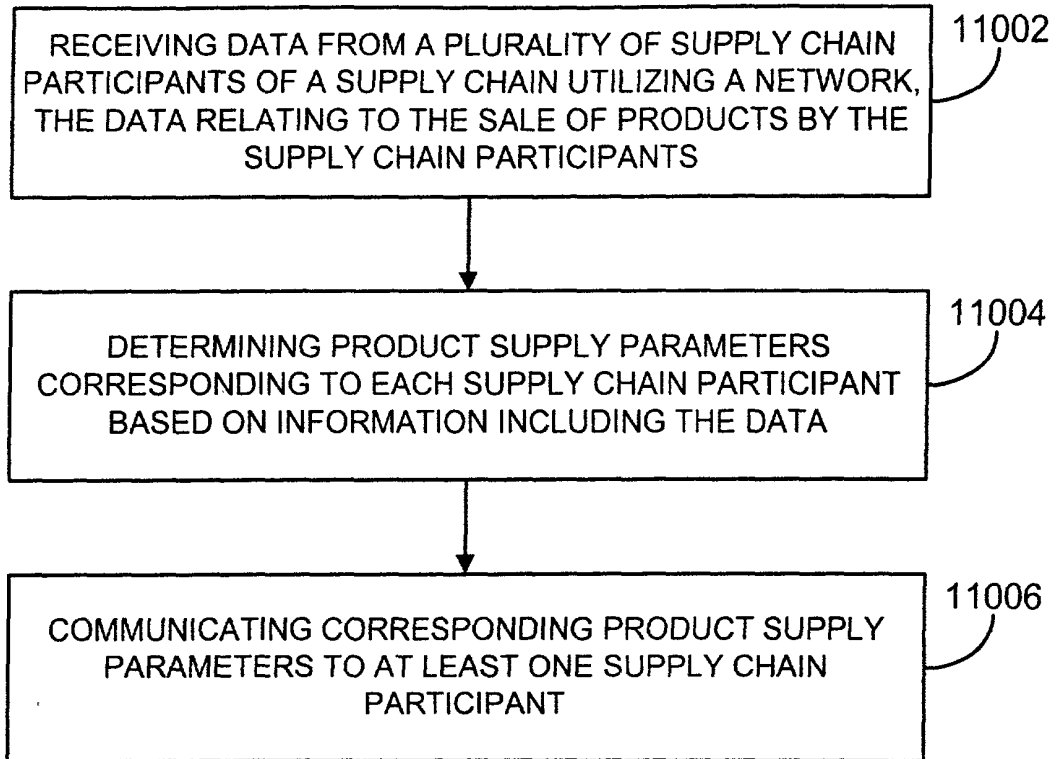 RECEIVING DATA FROM A PLURALITY OF SUPPLY CHAIN
PARTICIPANTS OF A SUPPLY CHAIN UTILIZING A NETWORK,
THE DATA RELATING TO THE SALE OF PRODUCTS BY THE
SUPPLY CHAIN PARTICIPANTS
11002
DETERMINING PRODUCT SUPPLY PARAMETERS
CORRESPONDING TO EACH SUPPLY CHAIN PARTICIPANT
BASED ON INFORMATION INCLUDING THE DATA
11004
COMMUNICATING CORRESPONDING PRODUCT SUPPLY
PARAMETERS TO AT LEAST ONE SUPPLY CHAIN
PARTICIPANT
11006